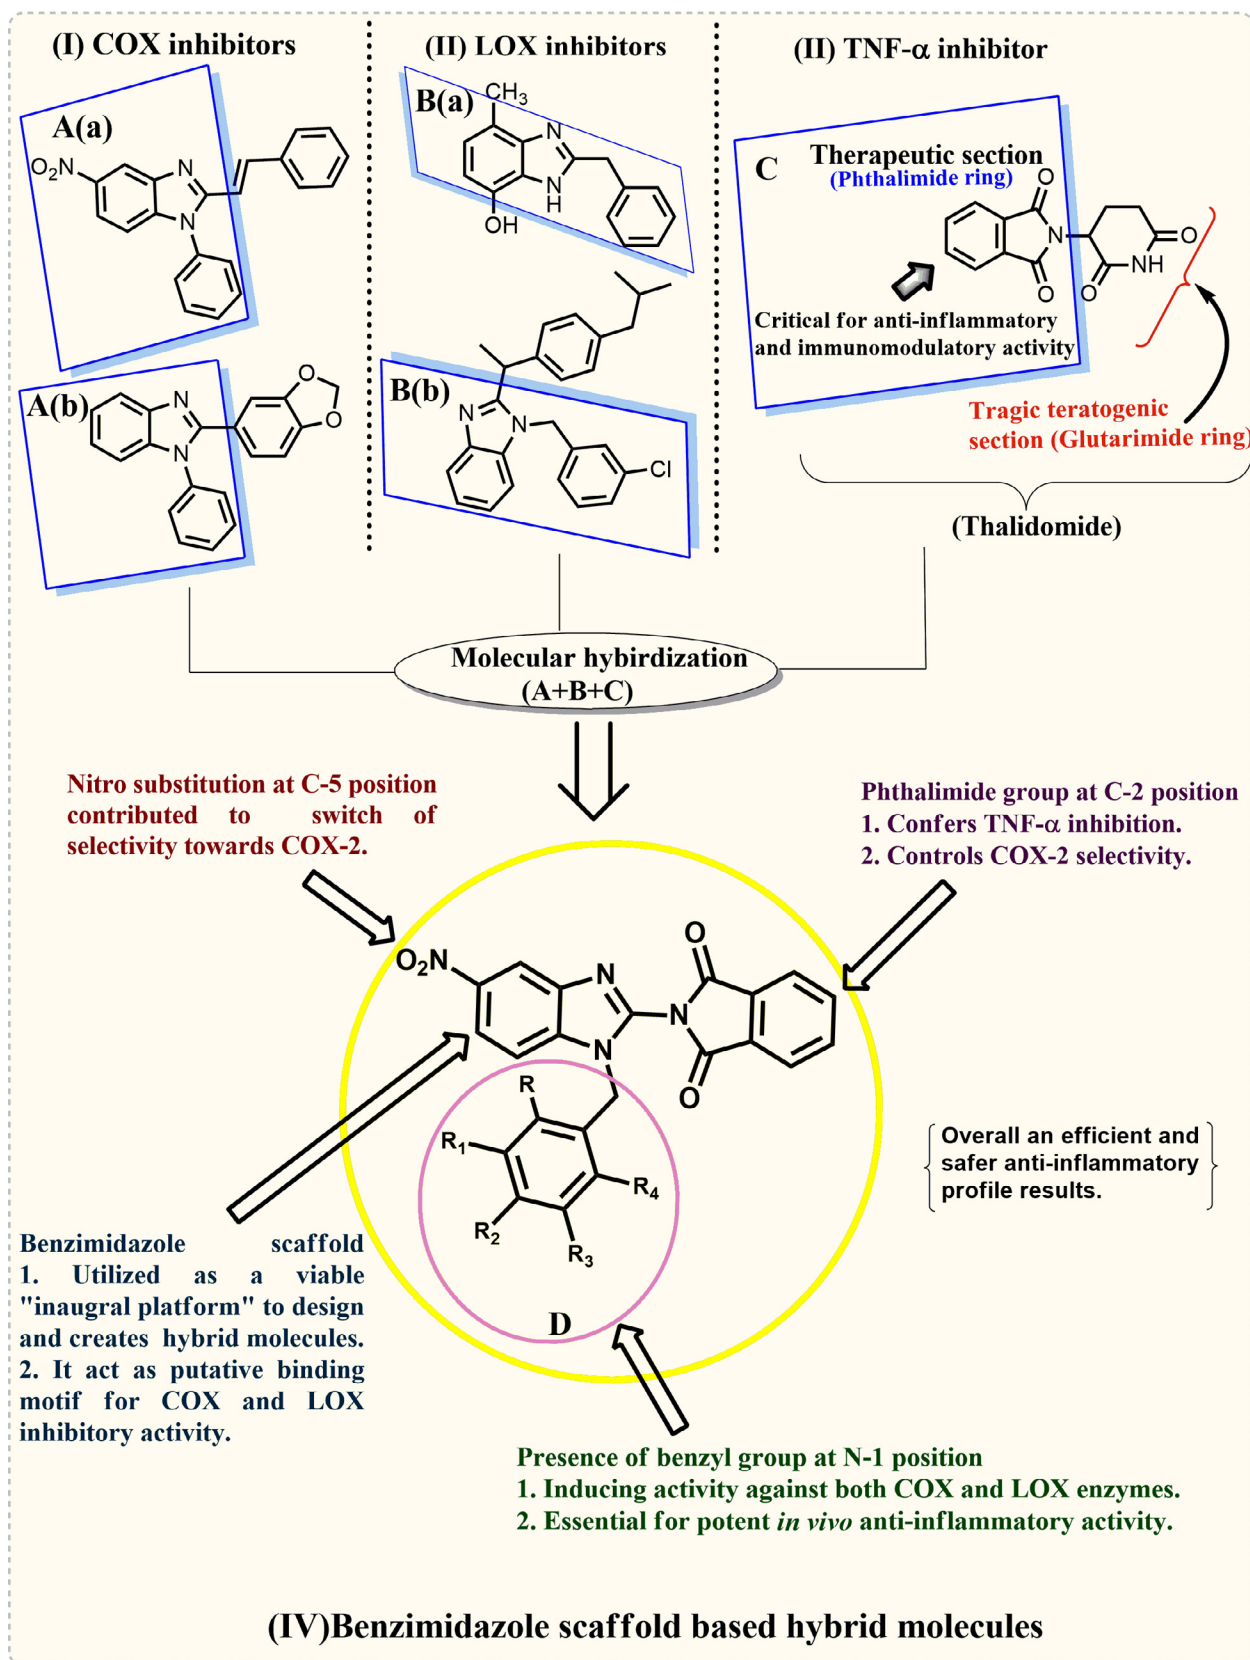 (I) COX inhibitors
A(a)
O₂N
N
N
A(b)
N
N
O
O
(II) LOX inhibitors
B(a)
CH₃
N
N
H
OH
B(b)
N
N
Cl
(II) TNF-α inhibitor
C
Therapeutic section
(Phthalimide ring)
O
N
O
O
NH
O
Critical for anti-inflammatory
and immunomodulatory activity
Tragic teratogenic
section (Glutarimide ring)
(Thalidomide)
Molecular hybirdization
(A+B+C)
Nitro substitution at C-5 position
contributed to switch of
selectivity towards COX-2.
Phthalimide group at C-2 position
1. Confers TNF-α inhibition.
2. Controls COX-2 selectivity.
O₂N
N
N
N
O
O
R
R₁
R₂
R₃
R₄
D
Overall an efficient and
safer anti-inflammatory
profile results.
Benzimidazole scaffold
1. Utilized as a viable
"inaugral platform" to design
and creates hybrid molecules.
2. It act as putative binding
motif for COX and LOX
inhibitory activity.
Presence of benzyl group at N-1 position
1. Inducing activity against both COX and LOX enzymes.
2. Essential for potent in vivo anti-inflammatory activity.
(IV)Benzimidazole scaffold based hybrid molecules